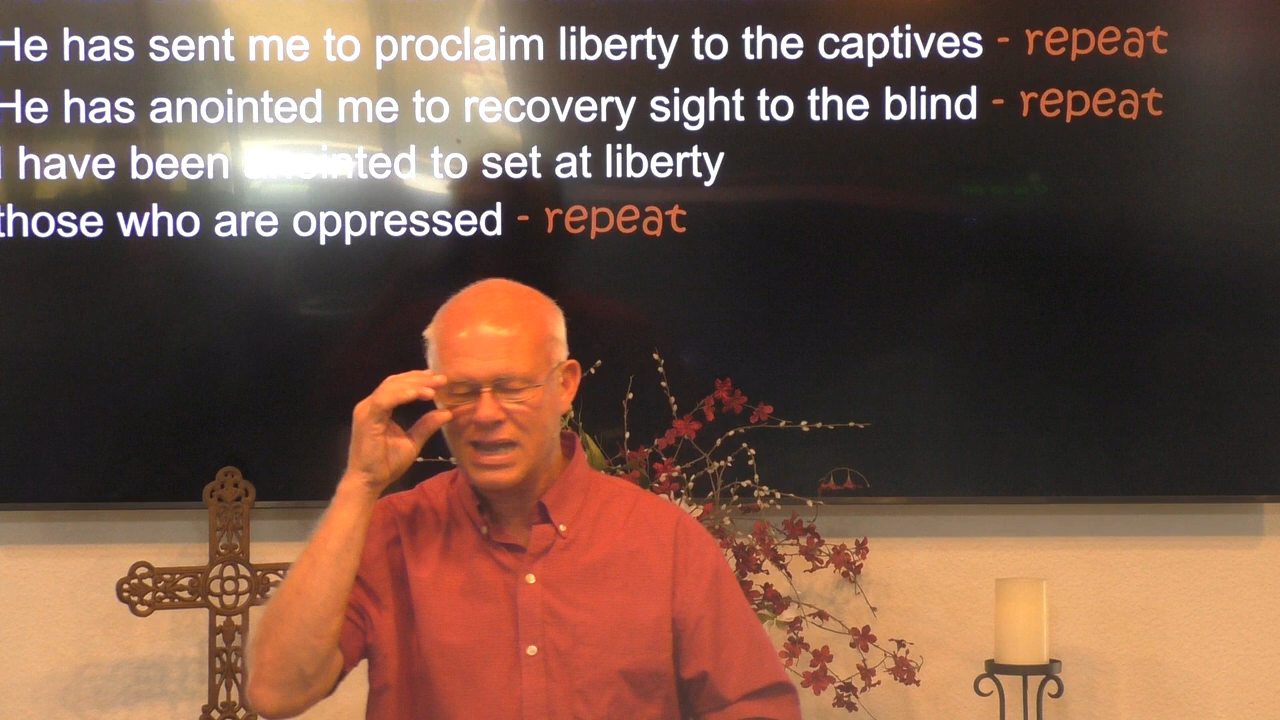 He has sent me to proclaim liberty to the captives - repeat
He has anointed me to recovery sight to the blind - repeat
I have been anointed to set at liberty
those who are oppressed - repeat